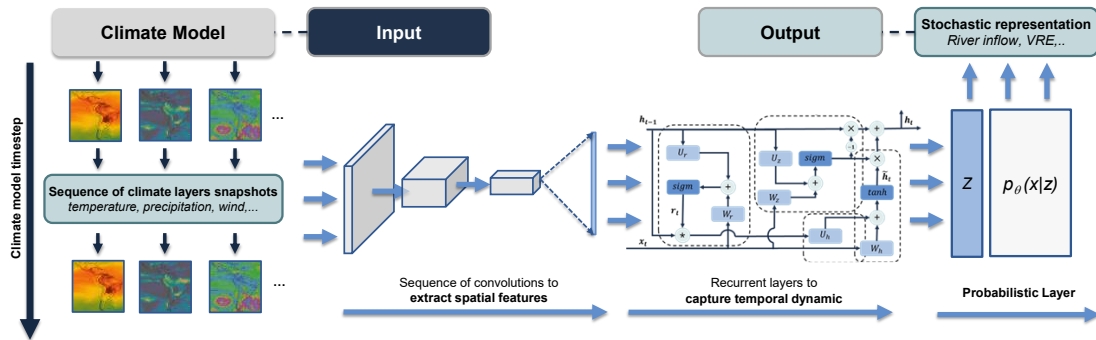 Climate Model
Input
Output
Stochastic representation
River inflow, VRE,..
Climate model timestep
...
Sequence of climate layers snapshots
temperature, precipitation, wind,...
...
h_{t-1}
h_t
U_r
U_z
sigm
-1
sigm
W_z
h̃_t
tanh
r_t
W_r
U_h
x_t
W_h
Z
p_θ(x|z)
Sequence of convolutions to
extract spatial features
Recurrent layers to
capture temporal dynamic
Probabilistic Layer